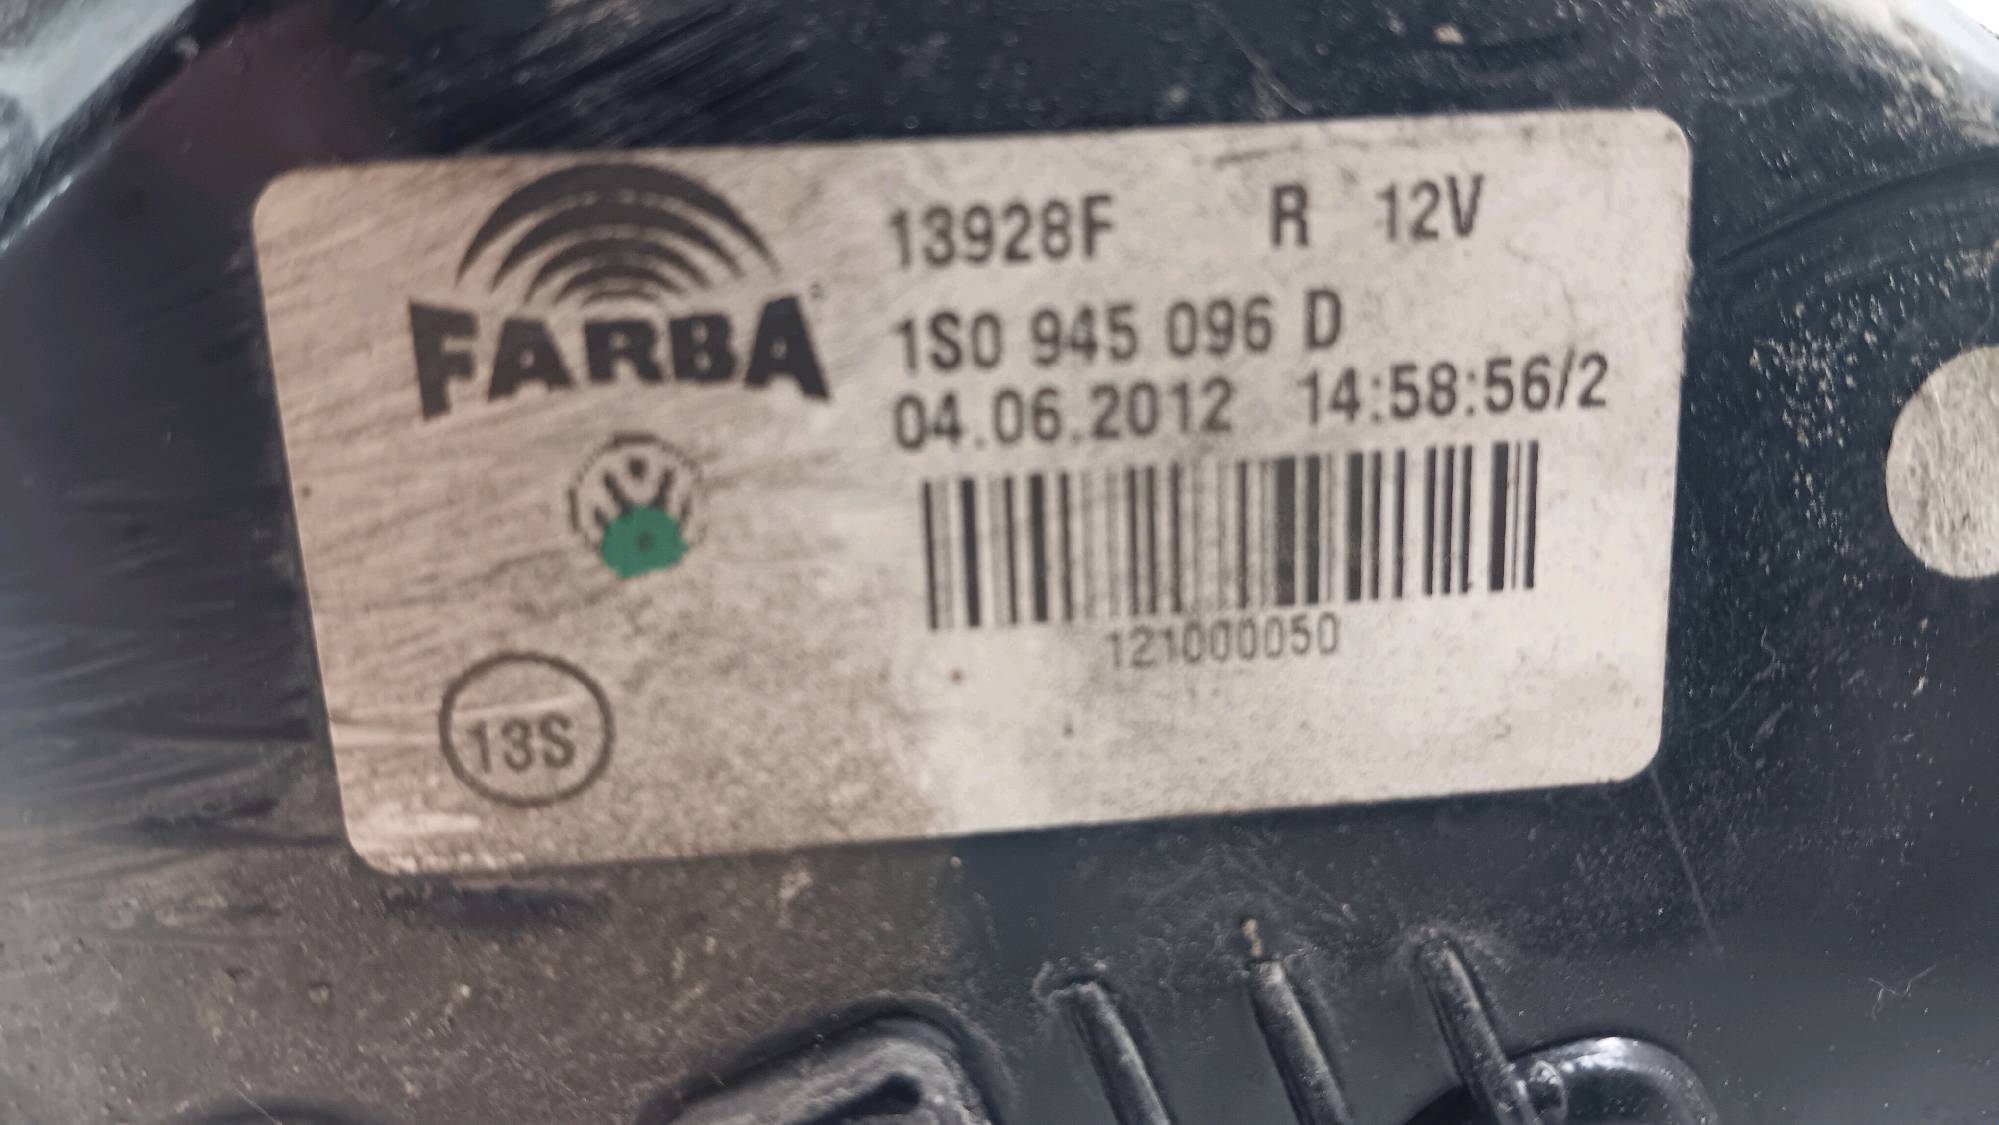 FARBA
13928F R 12V
1S0 945 096 D
04.06.2012 14:58:56/2
121000050
13S